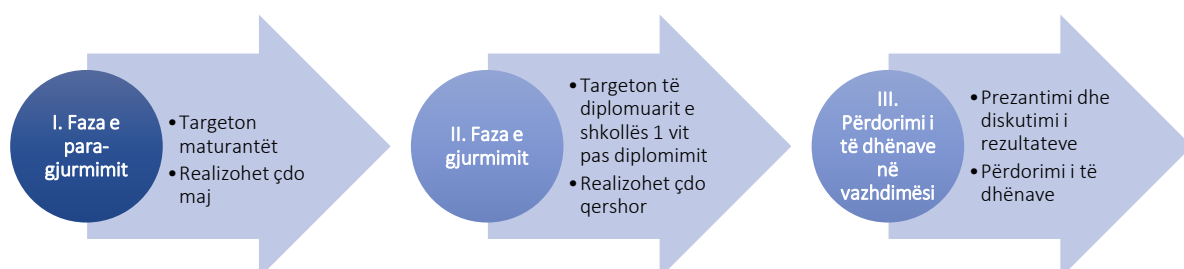 I. Faza e
para-
gjurmimit
• Targeton
maturantët
• Realizohet çdo
maj
II. Faza e
gjurmimit
• Targeton të
diplomuarit e
shkollës 1 vit
pas diplomimit
• Realizohet çdo
qershor
III.
Përdorimi i
të dhënave
në
vazhdimësi
• Prezantimi dhe
diskutimi i
rezultateve
• Përdorimi i të
dhënave